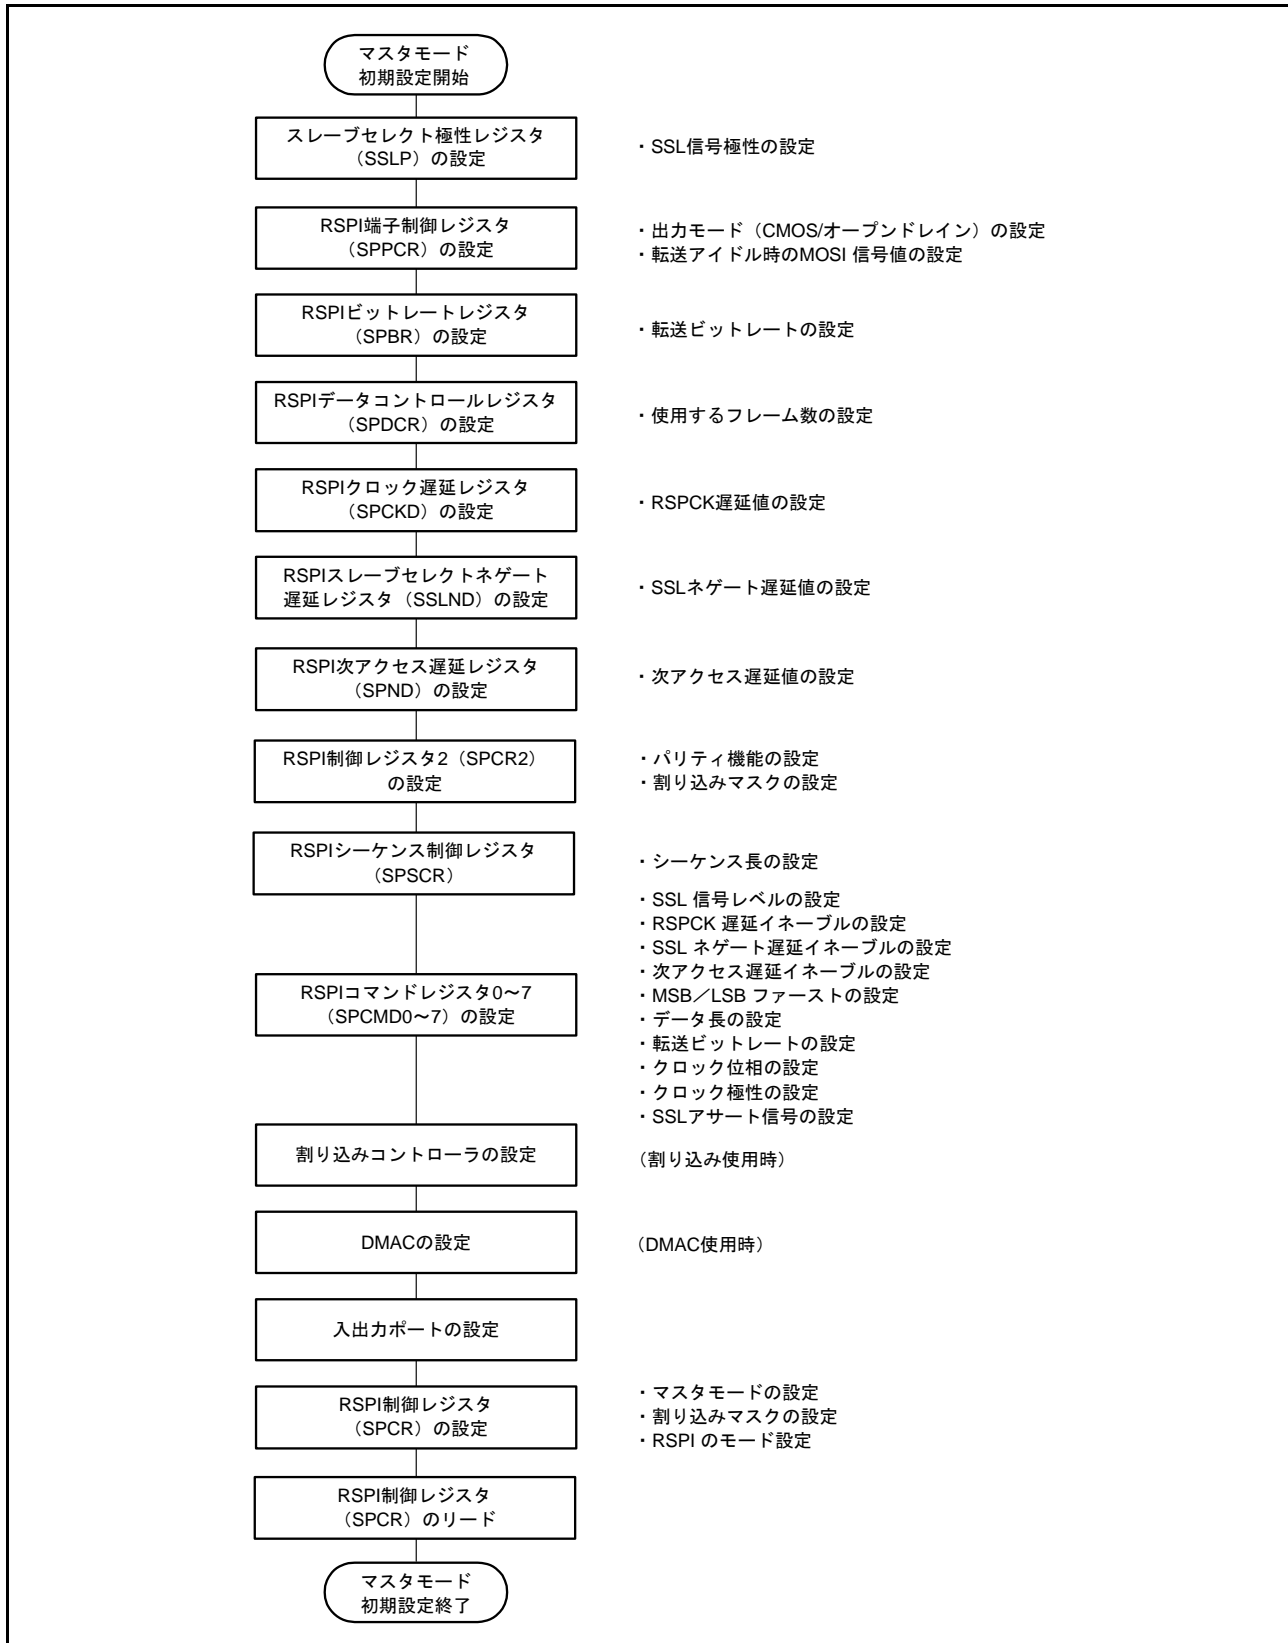 マスタモード
初期設定開始
スレーブセレクト極性レジスタ
（SSLP）の設定
・SSL信号極性の設定
RSPI端子制御レジスタ
（SPPCR）の設定
・出力モード（CMOS/オープンドレイン）の設定
・転送アイドル時のMOSI 信号値の設定
RSPIビットレートレジスタ
（SPBR）の設定
・転送ビットレートの設定
RSPIデータコントロールレジスタ
（SPDCR）の設定
・使用するフレーム数の設定
RSPIクロック遅延レジスタ
（SPCKD）の設定
・RSPCK遅延値の設定
RSPIスレーブセレクトネゲート
遅延レジスタ（SSLND）の設定
・SSLネゲート遅延値の設定
RSPI次アクセス遅延レジスタ
（SPND）の設定
・次アクセス遅延値の設定
RSPI制御レジスタ2（SPCR2）
の設定
・パリティ機能の設定
・割り込みマスクの設定
RSPIシーケンス制御レジスタ
（SPSCR）
・シーケンス長の設定
RSPIコマンドレジスタ0～7
（SPCMD0～7）の設定
・SSL 信号レベルの設定
・RSPCK 遅延イネーブルの設定
・SSL ネゲート遅延イネーブルの設定
・次アクセス遅延イネーブルの設定
・MSB／LSB ファーストの設定
・データ長の設定
・転送ビットレートの設定
・クロック位相の設定
・クロック極性の設定
・SSLアサート信号の設定
割り込みコントローラの設定
（割り込み使用時）
DMACの設定
（DMAC使用時）
入出力ポートの設定
RSPI制御レジスタ
（SPCR）の設定
・マスタモードの設定
・割り込みマスクの設定
・RSPI のモード設定
RSPI制御レジスタ
（SPCR）のリード
マスタモード
初期設定終了